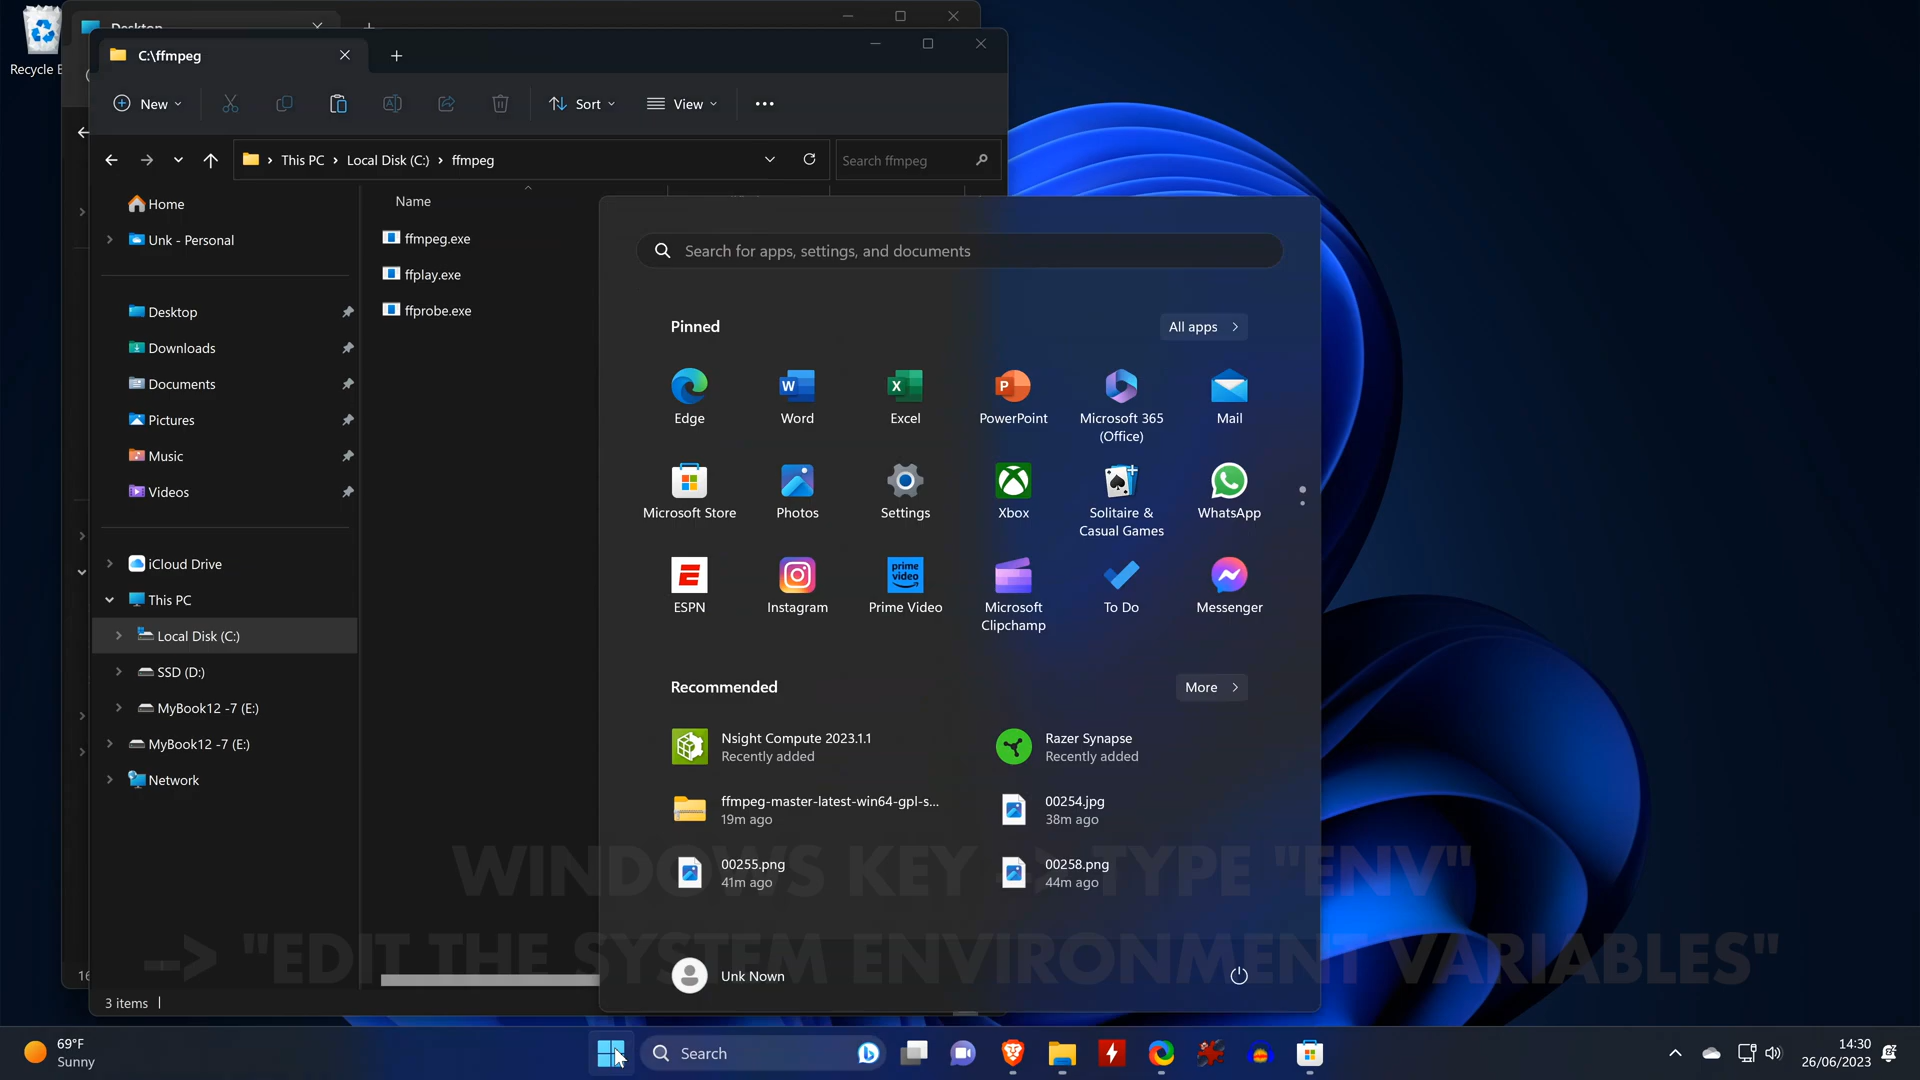 Recycle B
Desktop
C:\ffmpeg
New
Sort
View
This PC
Local Disk (C:)
ffmpeg
Search ffmpeg
Home
Unk - Personal
Desktop
Downloads
Documents
Pictures
Music
Videos
iCloud Drive
This PC
Local Disk (C:)
SSD (D:)
MyBook12 -7 (E:)
MyBook12 -7 (E:)
Network
16
3 items
Name
ffmpeg.exe
ffplay.exe
ffprobe.exe
Search for apps, settings, and documents
Pinned
All apps
Edge
Word
W
Excel
X
PowerPoint
P
Microsoft 365
(Office)
Mail
Microsoft Store
Photos
Settings
Xbox
Solitaire &
Casual Games
WhatsApp
ESPN
Instagram
prime
video
Prime Video
Microsoft
Clipchamp
To Do
Messenger
Recommended
More
Nsight Compute 2023.1.1
Recently added
Razer Synapse
Recently added
ffmpeg-master-latest-win64-gpl-s...
19m ago
00254.jpg
38m ago
00255.png
41m ago
00258.png
44m ago
WINDOWS KEY -> TYPE "ENV"
--> "EDIT THE SYSTEM ENVIRONMENT VARIABLES"
Unk Nown
69°F
Sunny
Search
14:30
26/06/2023